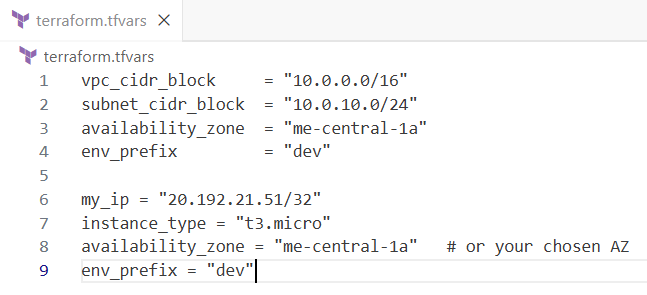 terraform.tfvars
terraform.tfvars
1 vpc_cidr_block     = "10.0.0.0/16"
2 subnet_cidr_block  = "10.0.10.0/24"
3 availability_zone  = "me-central-1a"
4 env_prefix         = "dev"
5
6 my_ip = "20.192.21.51/32"
7 instance_type = "t3.micro"
8 availability_zone = "me-central-1a"   # or your chosen AZ
9 env_prefix = "dev"